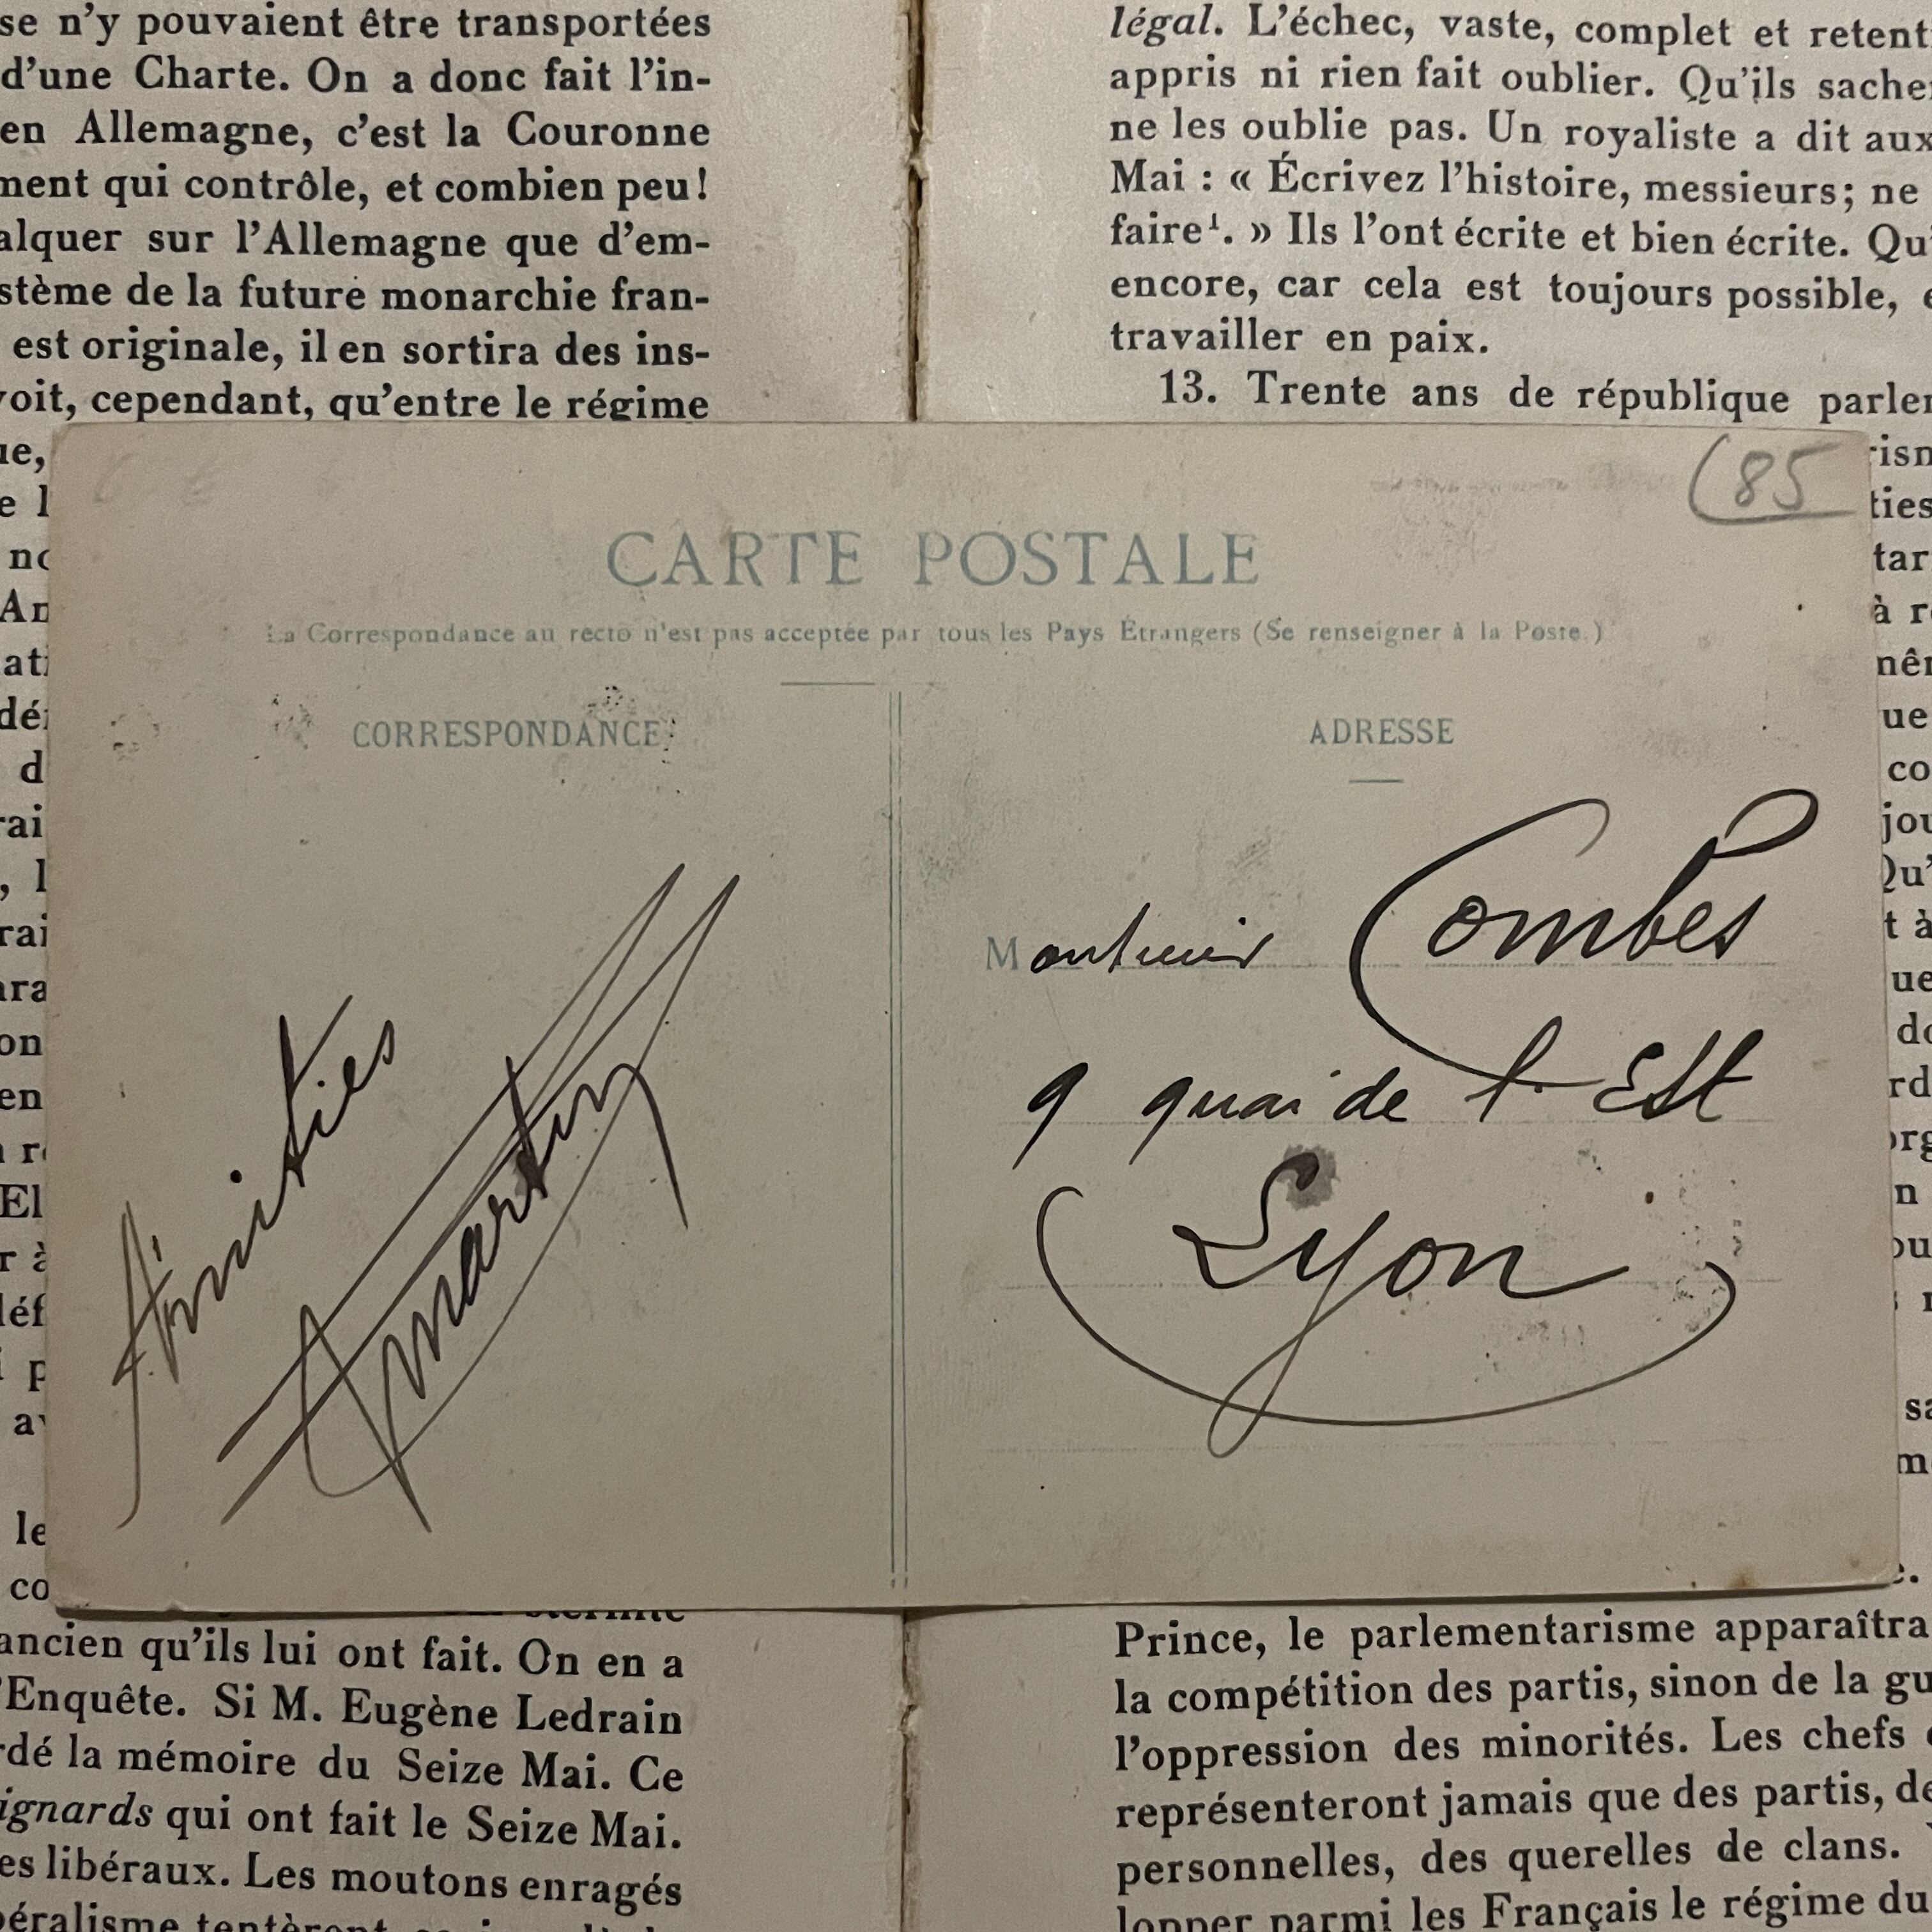 se n'y pouvaient être transportées
d'une Charte. On a donc fait l'in-
en Allemagne, c'est la Couronne
ment qui contrôle, et combien peu!
alquer sur l'Allemagne que d'em-
stème de la future monarchie fran-
est originale, il en sortira des ins-
voit, cependant, qu'entre le régime
légal. L'échec, vaste, complet et retent
appris ni rien fait oublier. Qu'ils sache
ne les oublie pas. Un royaliste a dit aux
Mai : « Écrivez l'histoire, messieurs; ne
faire¹. » Ils l'ont écrite et bien écrite. Qu'
encore, car cela est toujours possible, e
travailler en paix.
13. Trente ans de république parle
85
CARTE POSTALE
La Correspondance au recto n'est pas acceptée par tous les Pays Étrangers (Se renseigner à la Poste.)
CORRESPONDANCE
Amitiés
Martin
ADRESSE
Monsieur Combes
9 quai de l'Est
Lyon
ancien qu'ils lui ont fait. On en a
'Enquête. Si M. Eugène Ledrain
rdé la mémoire du Seize Mai. Ce
ignards qui ont fait le Seize Mai.
es libéraux. Les moutons enragés
Prince, le parlementarisme apparaîtra
la compétition des partis, sinon de la gu
l'oppression des minorités. Les chefs
représenteront jamais que des partis, de
personnelles, des querelles de clans.
lopper parmi les Français le régime du